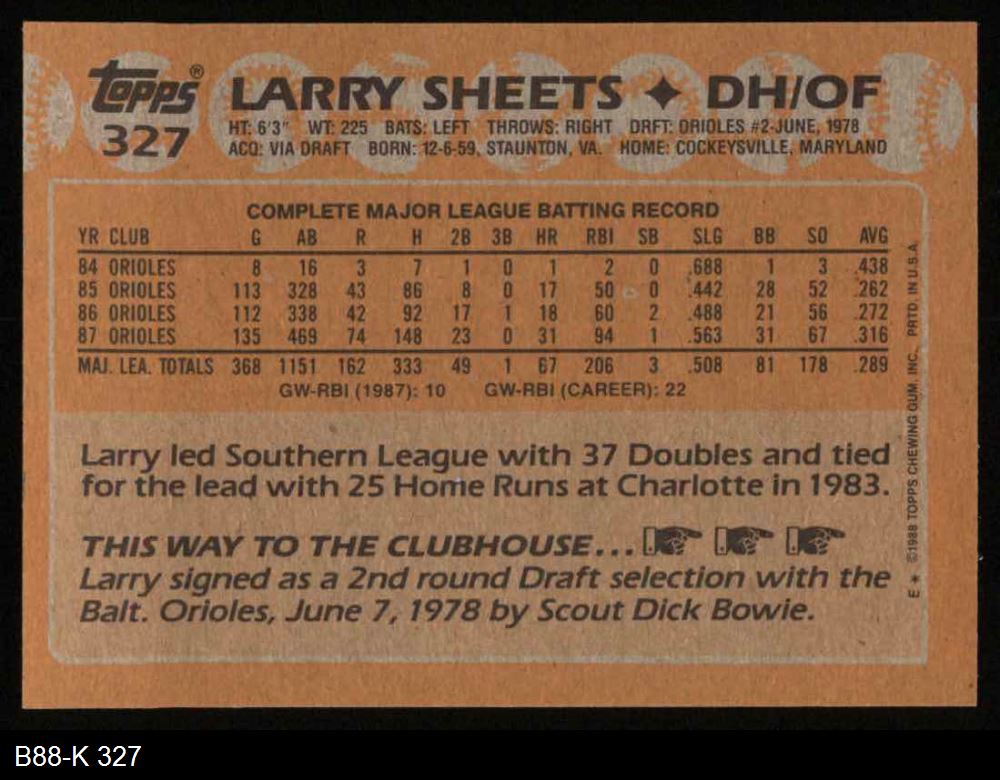 topps® LARRY SHEETS ✦ DH/OF
327
HT: 6'3" WT: 225 BATS: LEFT THROWS: RIGHT DRFT: ORIOLES #2-JUNE, 1978
ACQ: VIA DRAFT BORN: 12-6-59, STAUNTON, VA. HOME: COCKEYSVILLE, MARYLAND
COMPLETE MAJOR LEAGUE BATTING RECORD
YR CLUB G AB R H 2B 3B HR RBI SB SLG BB SO AVG
84 ORIOLES 8 16 3 7 1 0 1 2 0 .688 1 3 .438
85 ORIOLES 113 328 43 86 8 0 17 50 0 .442 28 52 .262
86 ORIOLES 112 338 42 92 17 1 18 60 2 .488 21 56 .272
87 ORIOLES 135 469 74 148 23 0 31 94 1 .563 31 67 .316
MAJ. LEA. TOTALS 368 1151 162 333 49 1 67 206 3 .508 81 178 .289
GW-RBI (1987): 10 GW-RBI (CAREER): 22
Larry led Southern League with 37 Doubles and tied
for the lead with 25 Home Runs at Charlotte in 1983.
THIS WAY TO THE CLUBHOUSE...
Larry signed as a 2nd round Draft selection with the
Balt. Orioles, June 7, 1978 by Scout Dick Bowie.
E* ©1988 TOPPS CHEWING GUM, INC. PRTD. IN U.S.A.
B88-K 327